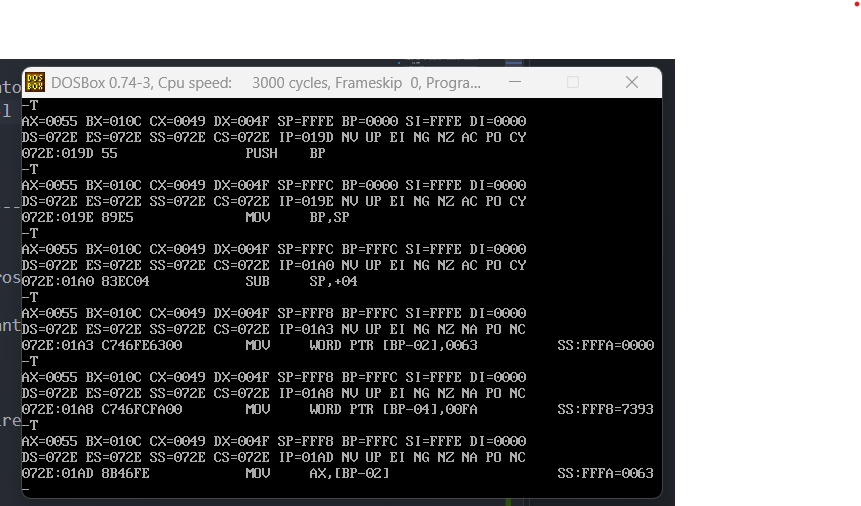 DOS BOX
DOSBox 0.74-3, Cpu speed: 3000 cycles, Frameskip 0, Progra...
-T
AX=0055 BX=010C CX=0049 DX=004F SP=FFFE BP=0000 SI=FFFE DI=0000
DS=072E ES=072E SS=072E CS=072E IP=019D NV UP EI NG NZ AC PO CY
072E:019D 55 PUSH BP
-T
AX=0055 BX=010C CX=0049 DX=004F SP=FFFC BP=0000 SI=FFFE DI=0000
DS=072E ES=072E SS=072E CS=072E IP=019E NV UP EI NG NZ AC PO CY
072E:019E 89E5 MOV BP,SP
-T
AX=0055 BX=010C CX=0049 DX=004F SP=FFFC BP=FFFC SI=FFFE DI=0000
DS=072E ES=072E SS=072E CS=072E IP=01A0 NV UP EI NG NZ AC PO CY
072E:01A0 83EC04 SUB SP,+04
-T
AX=0055 BX=010C CX=0049 DX=004F SP=FFF8 BP=FFFC SI=FFFE DI=0000
DS=072E ES=072E SS=072E CS=072E IP=01A3 NV UP EI NG NZ NA PO NC
072E:01A3 C746FE6300 MOV WORD PTR [BP-02],0063 SS:FFFA=0000
-T
AX=0055 BX=010C CX=0049 DX=004F SP=FFF8 BP=FFFC SI=FFFE DI=0000
DS=072E ES=072E SS=072E CS=072E IP=01A8 NV UP EI NG NZ NA PO NC
072E:01A8 C746FCFA00 MOV WORD PTR [BP-04],00FA SS:FFF8=7393
-T
AX=0055 BX=010C CX=0049 DX=004F SP=FFF8 BP=FFFC SI=FFFE DI=0000
DS=072E ES=072E SS=072E CS=072E IP=01AD NV UP EI NG NZ NA PO NC
072E:01AD 8B46FE MOV AX,[BP-02] SS:FFFA=0063
-